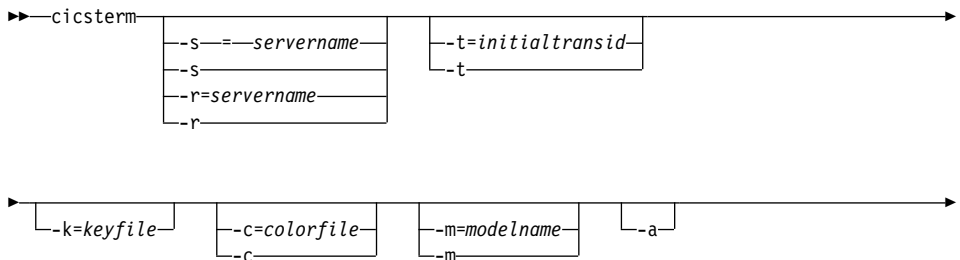 cicsterm
-s = servername -t=initialtransid
-s -t
-r=servername
-r
-k=keyfile -c=colorfile -m=modelname -a
-c -m